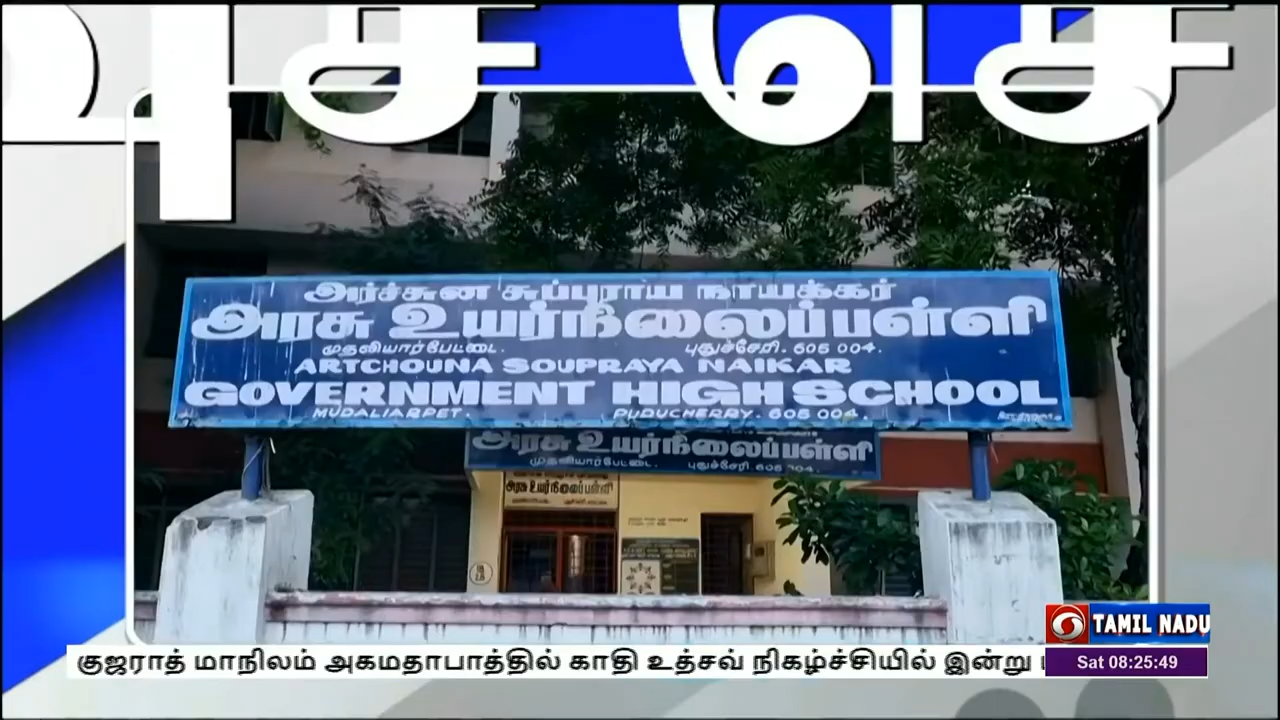 அர்ச்சுன சுப்புராய நாயக்கர்
அரசு உயர்நிலைப்பள்ளி
முதலியார்பேட்டை. புதுச்சேரி. 605 004.
ARTCHOUNA SOUPRAYA NAIKAR
GOVERNMENT HIGH SCHOOL
MUDALIARPET. PUDUCHERRY. 605 004.
அரசு உயர்நிலைப்பள்ளி
முதலியார்பேட்டை. புதுச்சேரி 605 004.
அரசு உயர்நிலைப்பள்ளி
TAMIL NADU
குஜராத் மாநிலம் அகமதாபாத்தில் காதி உத்சவ் நிகழ்ச்சியில் இன்று
Sat 08:25:49